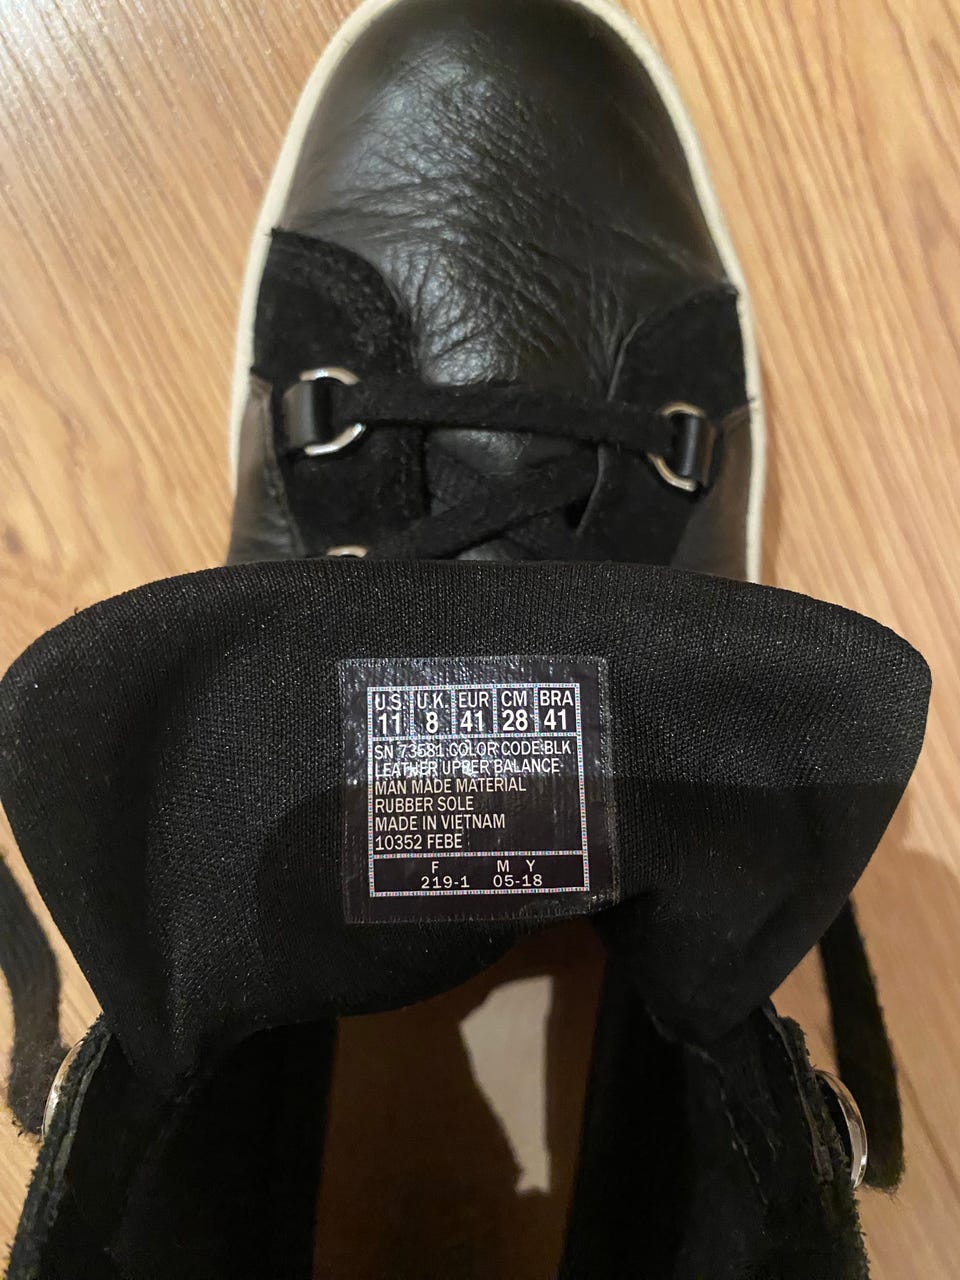 U.S. U.K. EUR CM BRA
11 8 41 28 41
SN 73581 COLOR CODE:BLK
LEATHER UPPER BALANCE
MAN MADE MATERIAL
RUBBER SOLE
MADE IN VIETNAM
10352 FEBE
F M Y
219-1 05-18